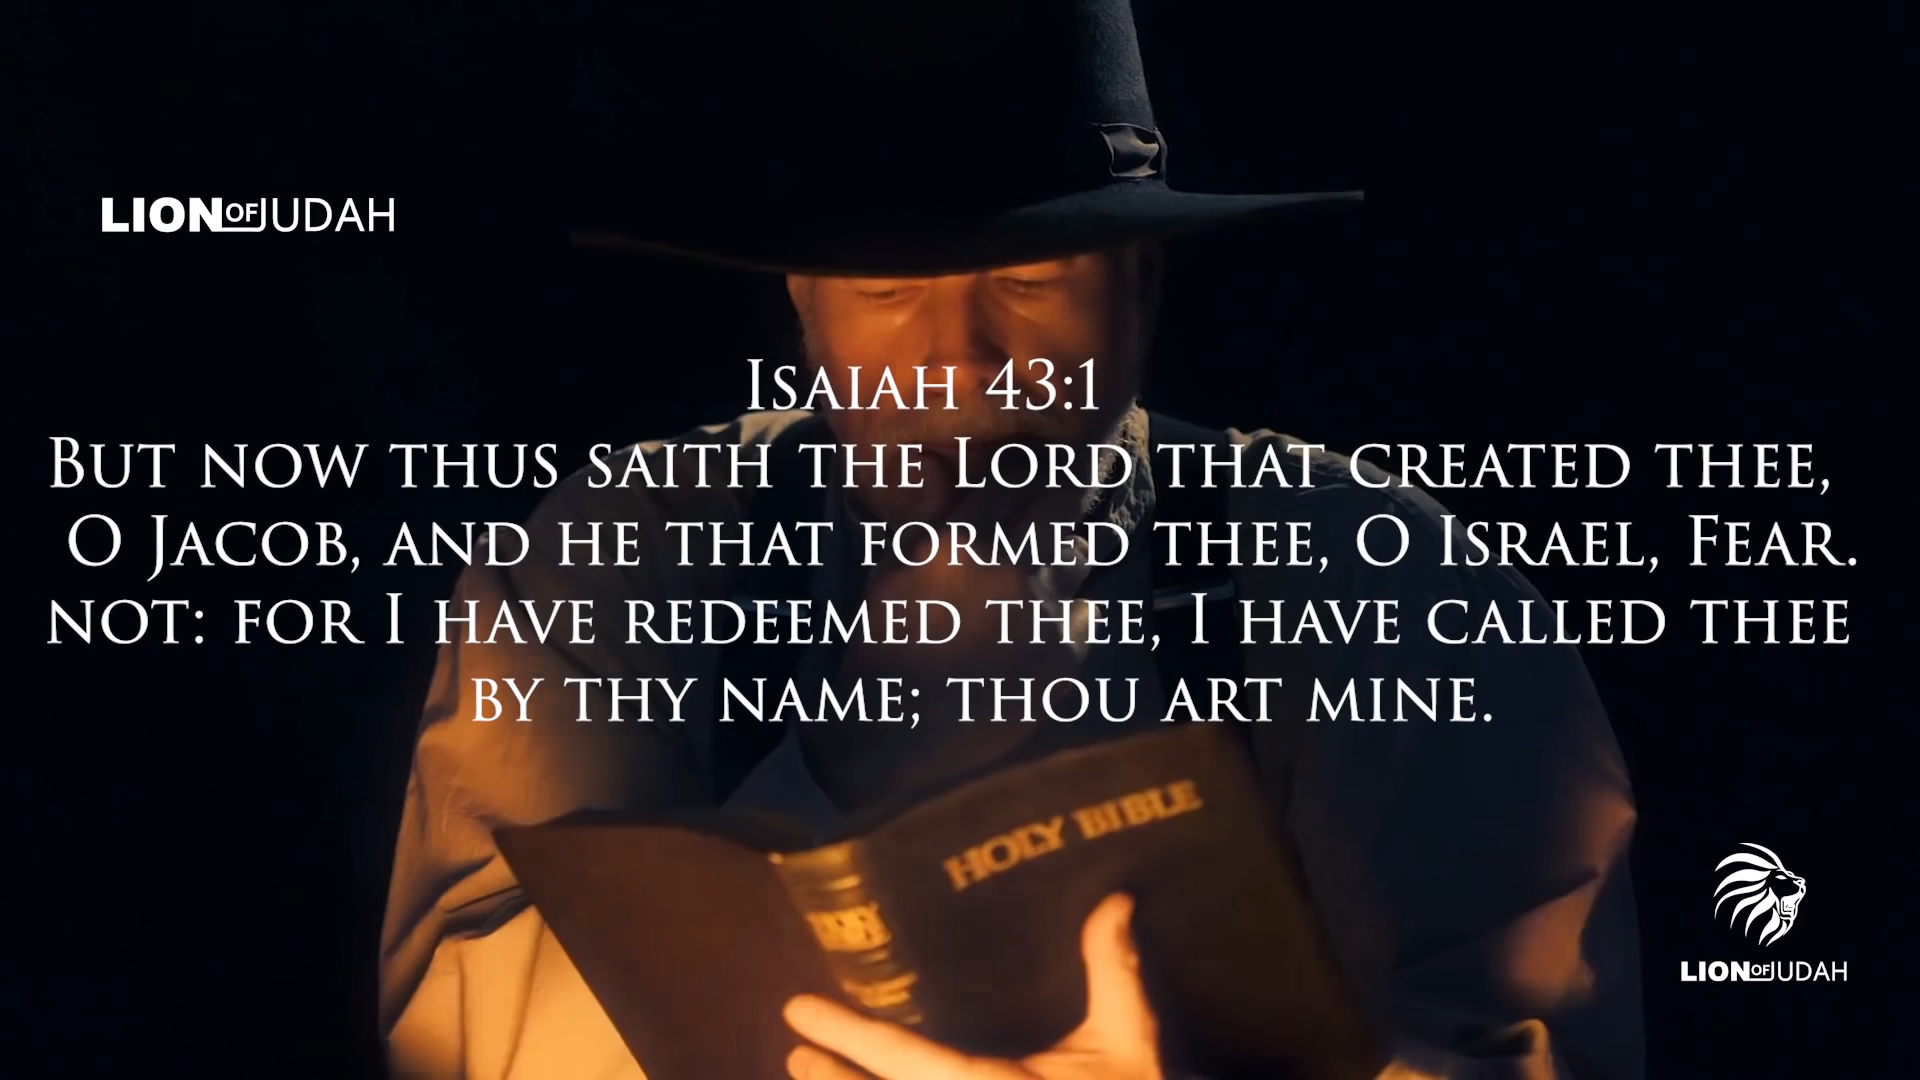 LION OF JUDAH
Isaiah 43:1
But now thus saith the Lord that created thee,
O Jacob, and he that formed thee, O Israel, Fear.
not: for I have redeemed thee, I have called thee
by thy name; thou art mine.
HOLY BIBLE
LION OF JUDAH